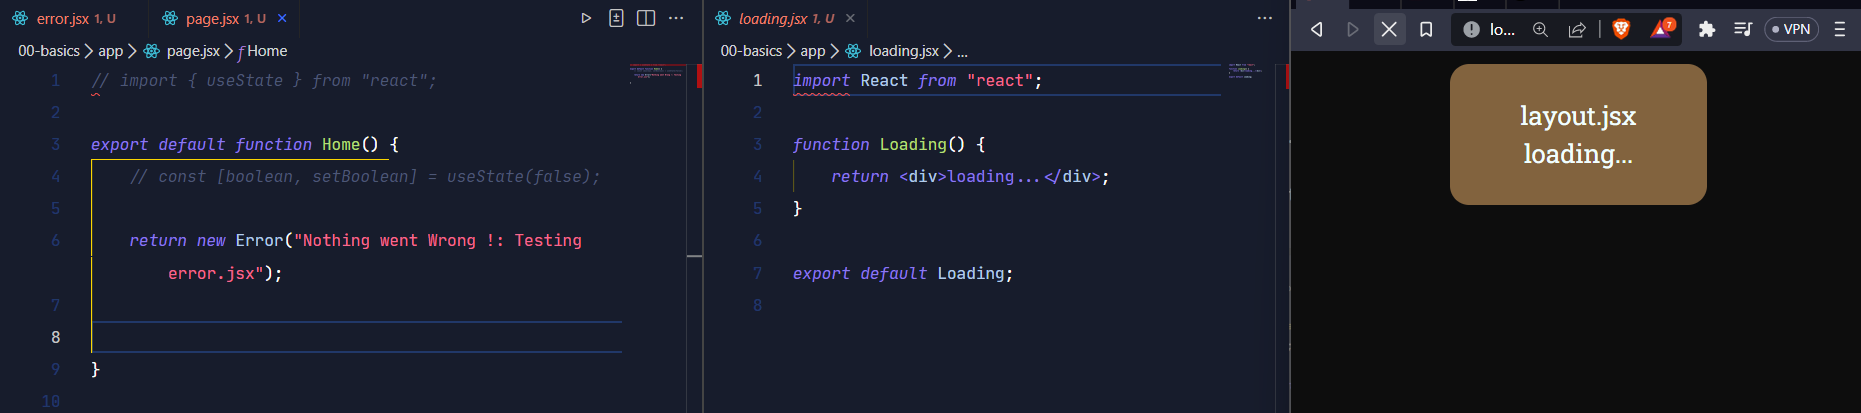 error.jsx 1, U
page.jsx 1, U
00-basics > app > page.jsx > Home
1 // import { useState } from "react";
2
3 export default function Home() {
4 // const [boolean, setBoolean] = useState(false);
5
6 return new Error("Nothing went Wrong !: Testing
error.jsx");
7
8
9 }
10
loading.jsx 1, U
00-basics > app > loading.jsx > ...
1 import React from "react";
2
3 function Loading() {
4 return <div>loading...</div>;
5 }
6
7 export default Loading;
8
lo...
7
VPN
layout.jsx
loading...